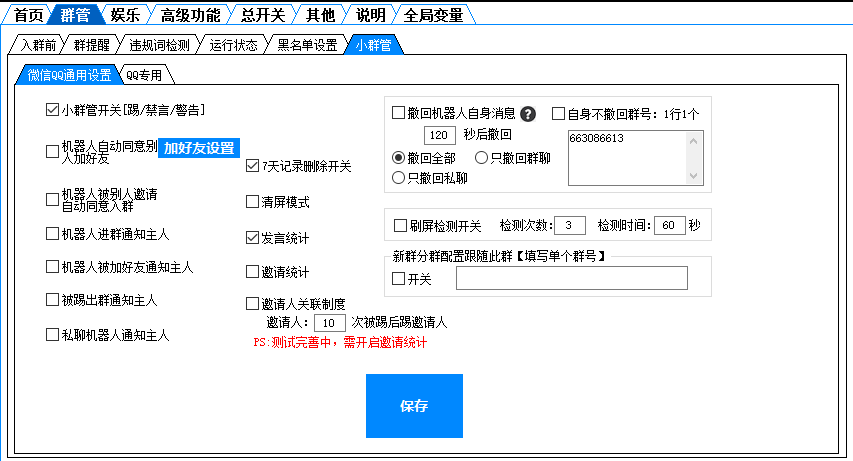 首页 群管 娱乐 高级功能 总开关 其他 说明 全局变量
入群前 群提醒 违规词检测 运行状态 黑名单设置 小群管
微信QQ通用设置 QQ专用
小群管开关[踢/禁言/警告]
机器人自动同意别
人加好友
加好友设置
机器人被别人邀请
自动同意入群
机器人进群通知主人
机器人被加好友通知主人
被踢出群通知主人
私聊机器人通知主人
7天记录删除开关
清屏模式
发言统计
邀请统计
邀请人关联制度
邀请人: 10 次被踢后踢邀请人
PS:测试完善中，需开启邀请统计
撤回机器人自身消息 ?
120 秒后撤回
撤回全部 只撤回群聊
只撤回私聊
自身不撤回群号: 1行1个
663086613
刷屏检测开关 检测次数: 3 检测时间: 60 秒
新群分群配置跟随此群【填写单个群号】
开关
保存